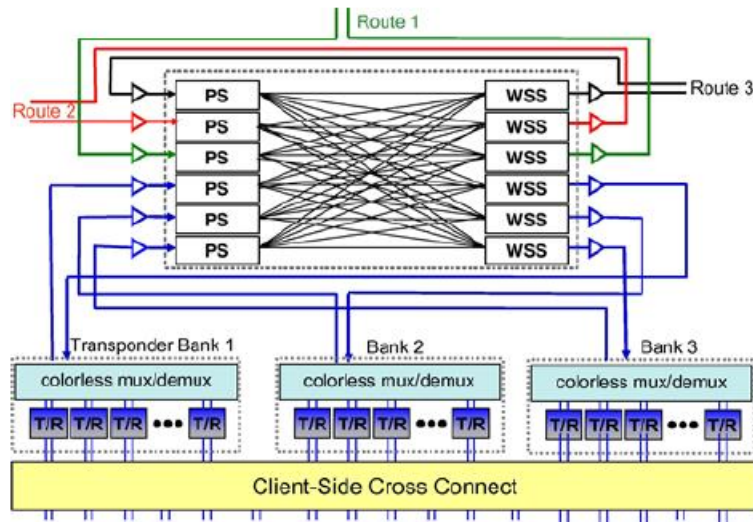 Route 1
Route 2
Route 3
PS WSS
PS WSS
PS WSS
PS WSS
PS WSS
PS WSS
Transponder Bank 1 Bank 2 Bank 3
colorless mux/demux colorless mux/demux colorless mux/demux
T/R T/R T/R T/R T/R T/R T/R T/R T/R T/R T/R T/R
Client-Side Cross Connect